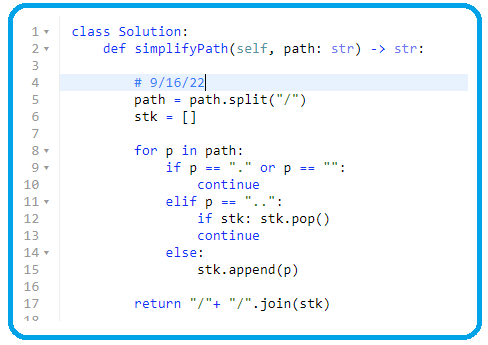 1 class Solution:
2     def simplifyPath(self, path: str) -> str:
3
4         # 9/16/22
5         path = path.split("/")
6         stk = []
7
8         for p in path:
9             if p == "." or p == "":
10                 continue
11             elif p == "..":
12                 if stk: stk.pop()
13                 continue
14             else:
15                 stk.append(p)
16
17         return "/"+ "/".join(stk)
18